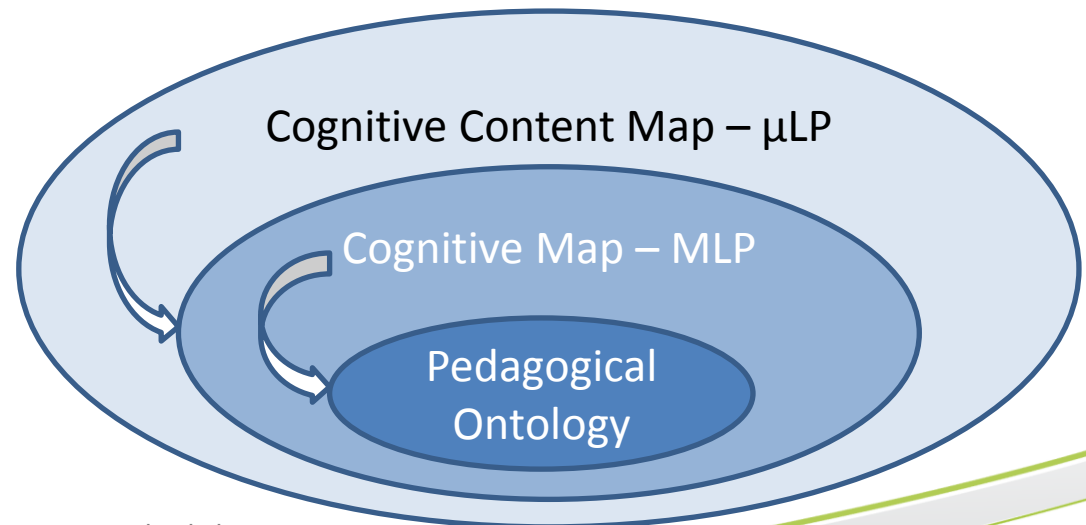 Cognitive Content Map – µLP
Cognitive Map – MLP
Pedagogical
Ontology